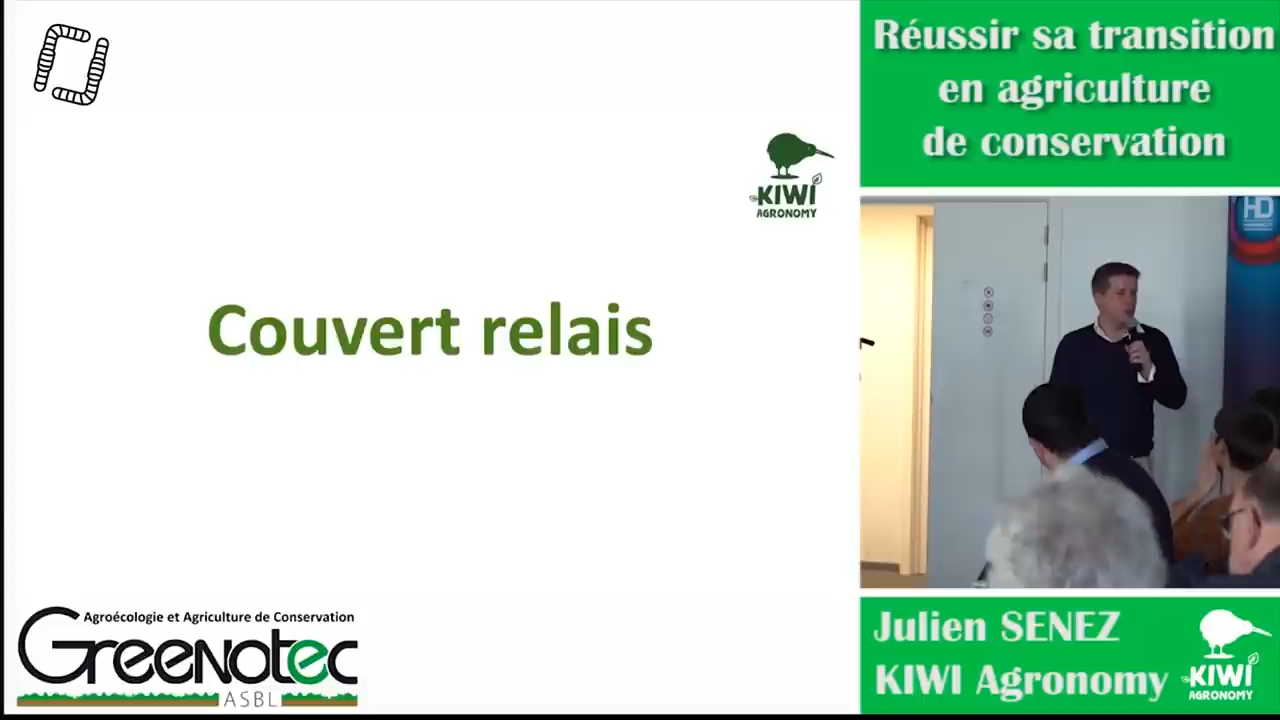 KIWI
AGRONOMY
Couvert relais
Agroécologie et Agriculture de Conservation
Greenotec
ASBL
Réussir sa transition
en agriculture
de conservation
HD
Julien SENEZ
KIWI Agronomy
KIWI
AGRONOMY